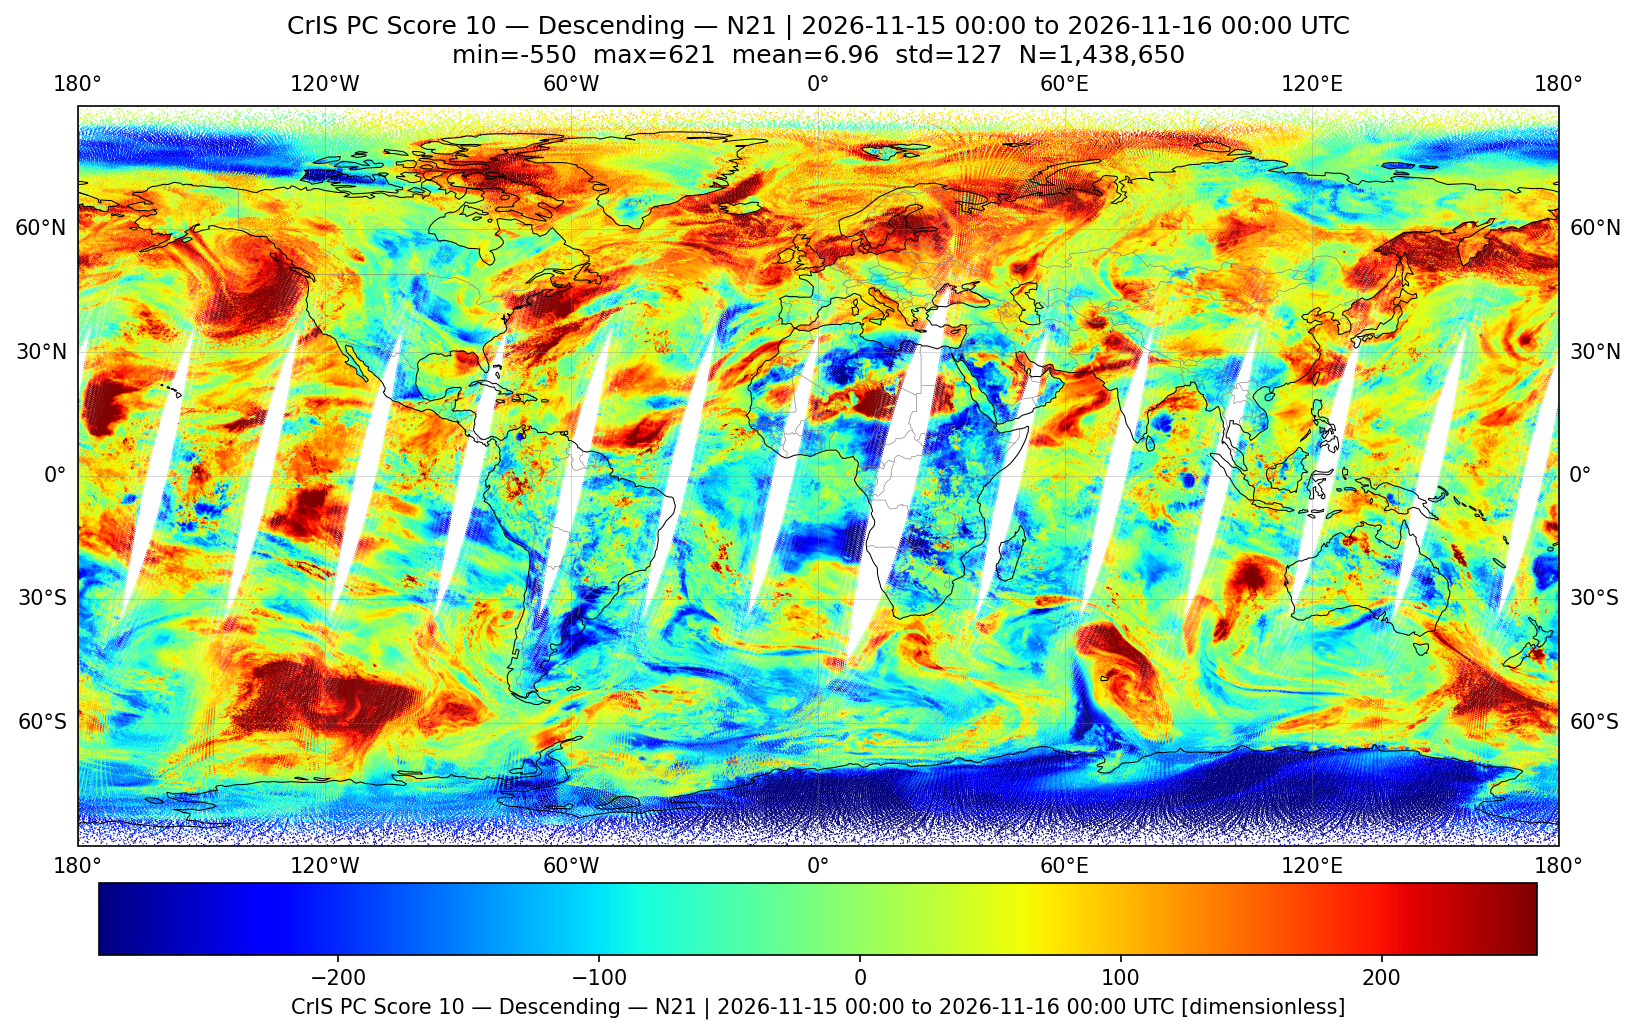 CrIS PC Score 10 — Descending — N21 | 2026-11-15 00:00 to 2026-11-16 00:00 UTC
min=-550  max=621  mean=6.96  std=127  N=1,438,650
180° 120°W 60°W 0° 60°E 120°E 180°
60°N 60°N
30°N 30°N
0° 0°
30°S 30°S
60°S 60°S
180° 120°W 60°W 0° 60°E 120°E 180°
−200 −100 0 100 200
CrIS PC Score 10 — Descending — N21 | 2026-11-15 00:00 to 2026-11-16 00:00 UTC [dimensionless]